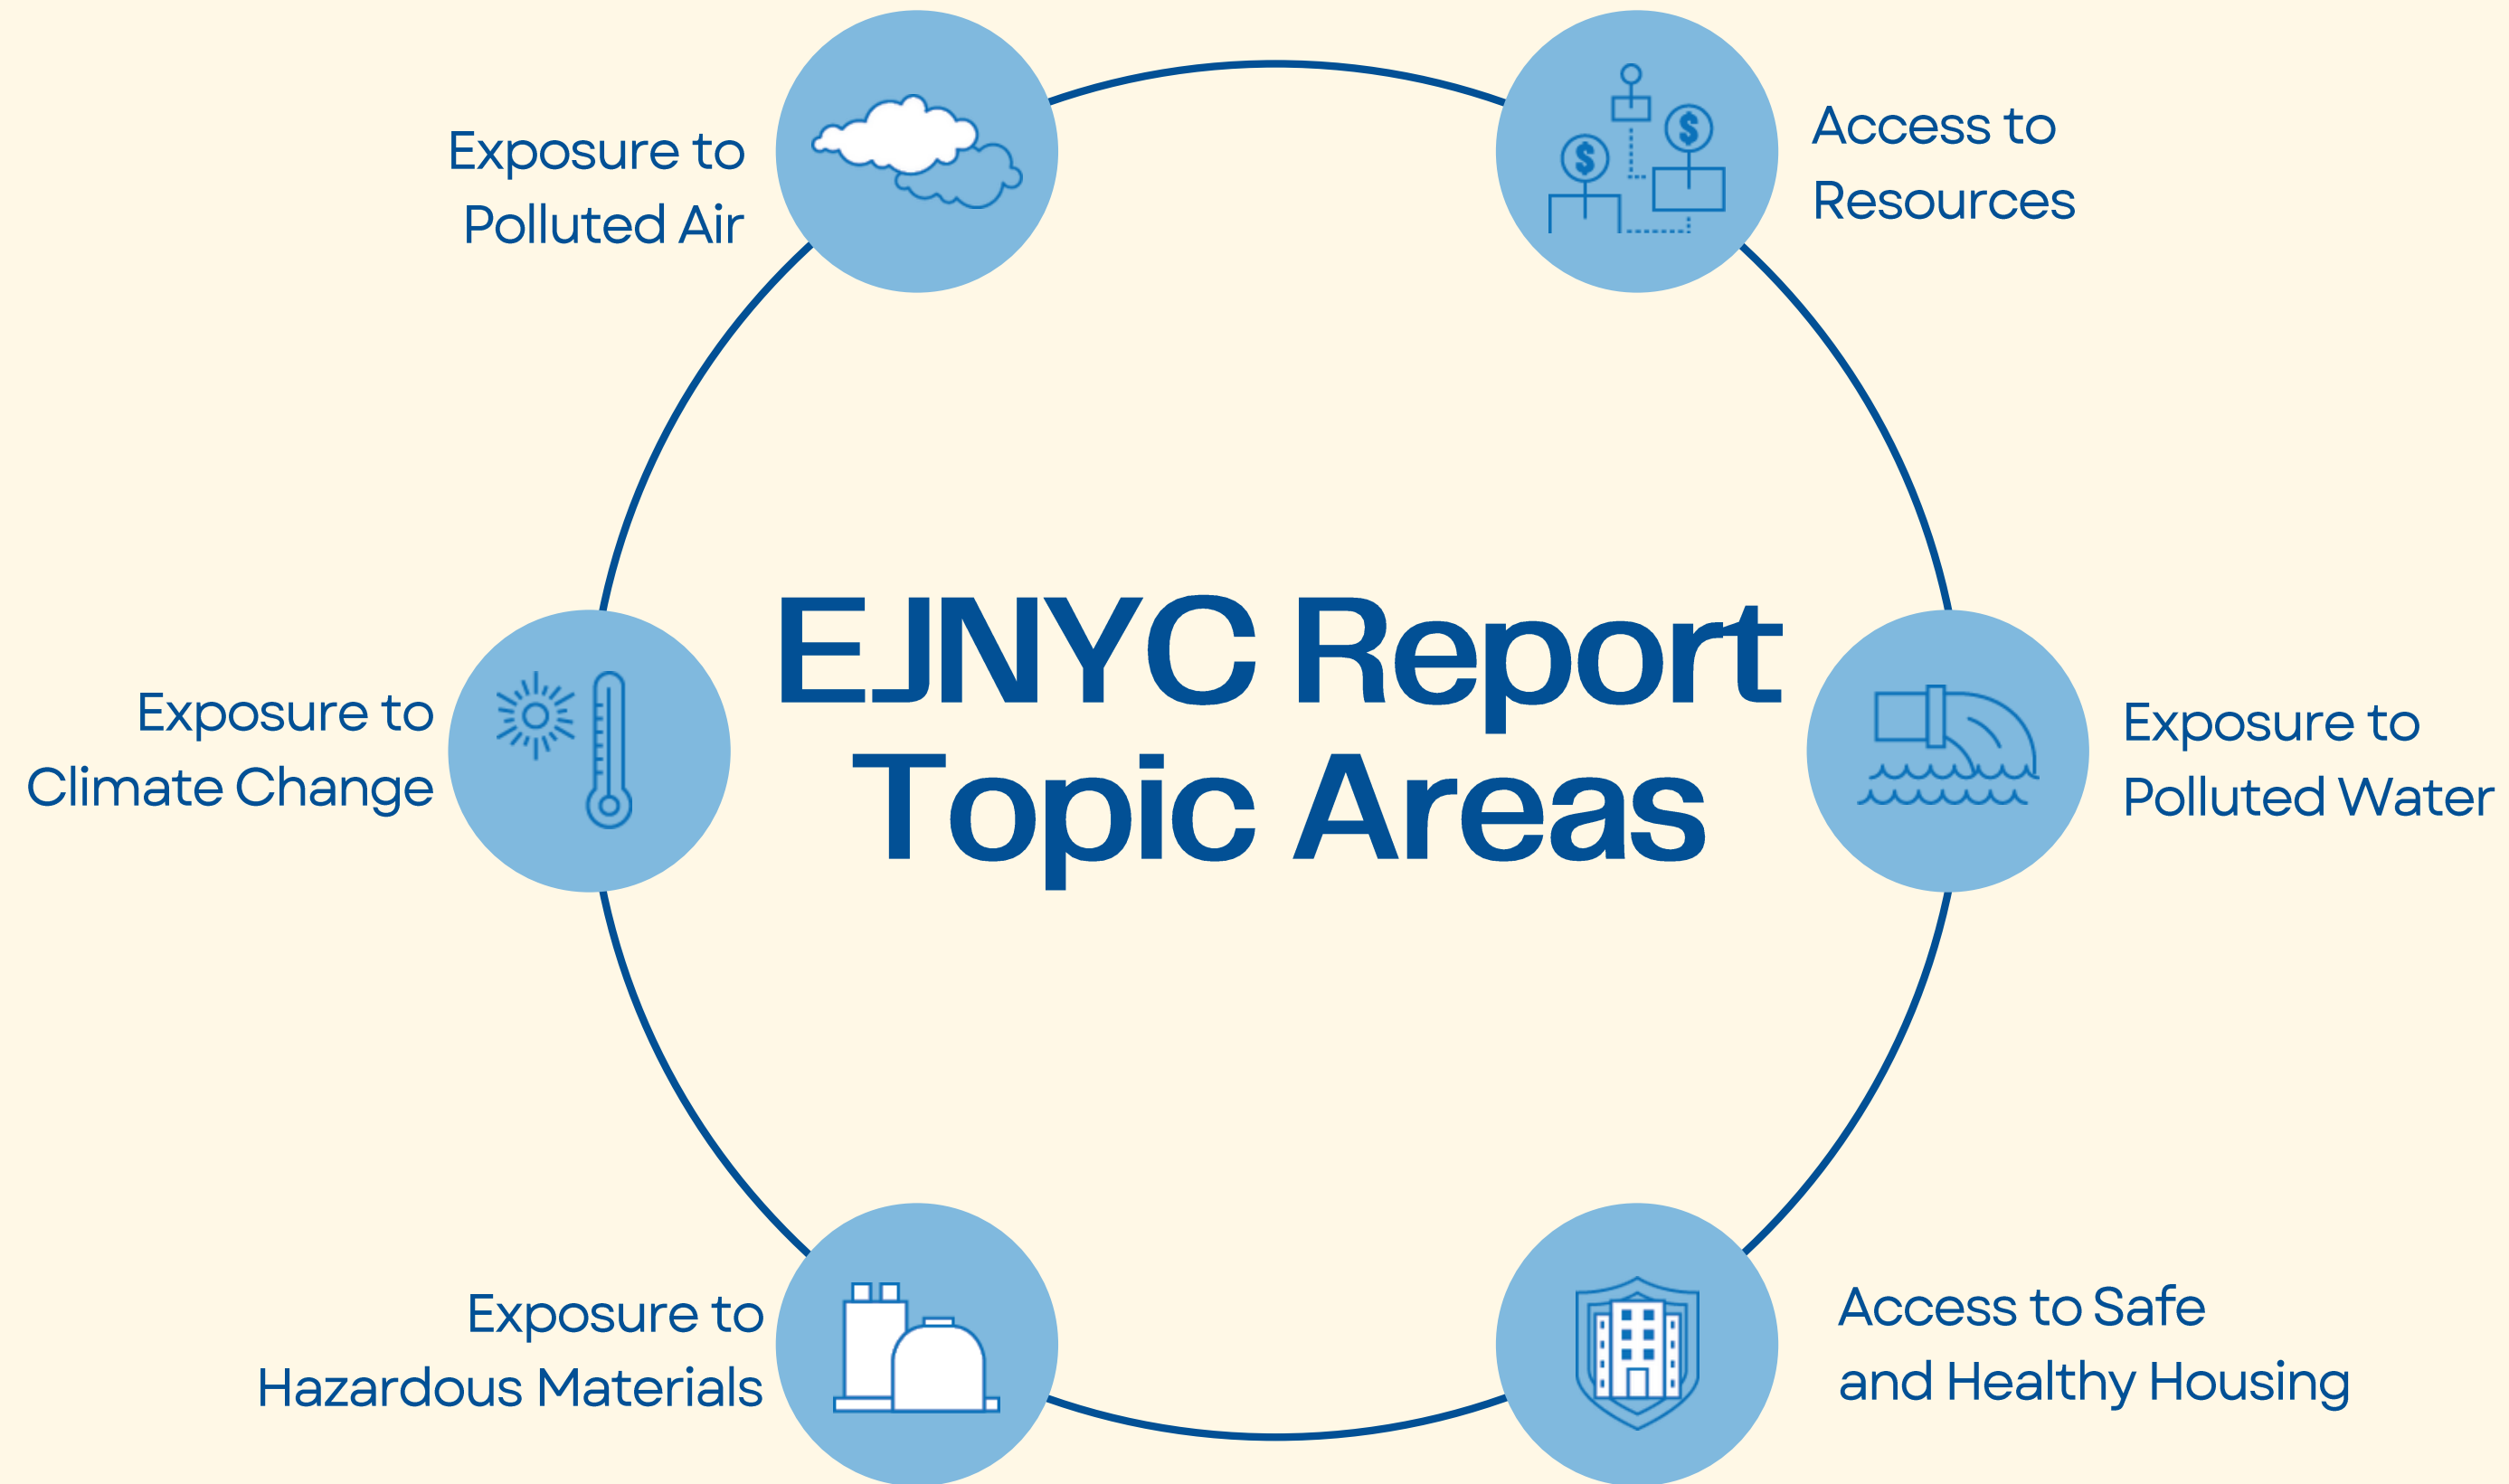 Exposure to
Polluted Air
Access to
Resources
EJNYC Report
Topic Areas
Exposure to
Climate Change
Exposure to
Polluted Water
Exposure to
Hazardous Materials
Access to Safe
and Healthy Housing
$
$